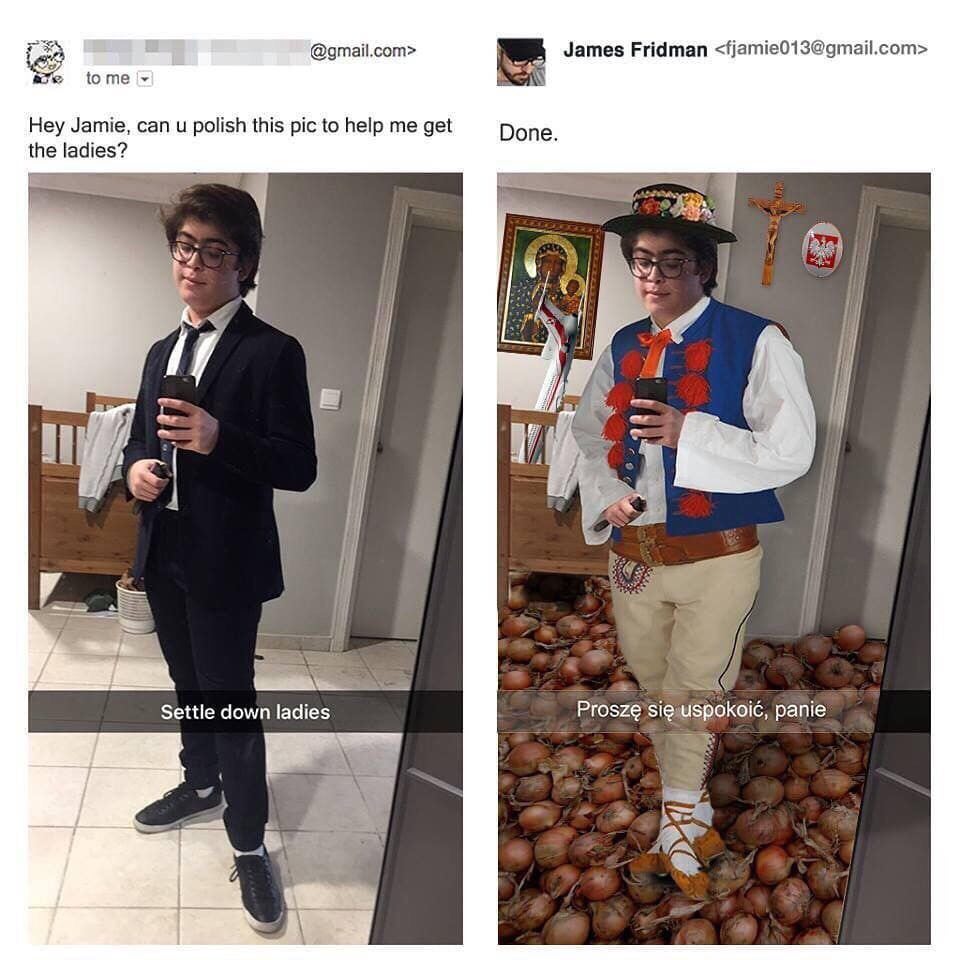 @gmail.com>
to me
Hey Jamie, can u polish this pic to help me get
the ladies?
Settle down ladies
James Fridman <fjamie013@gmail.com>
Done.
Proszę się uspokoić, panie